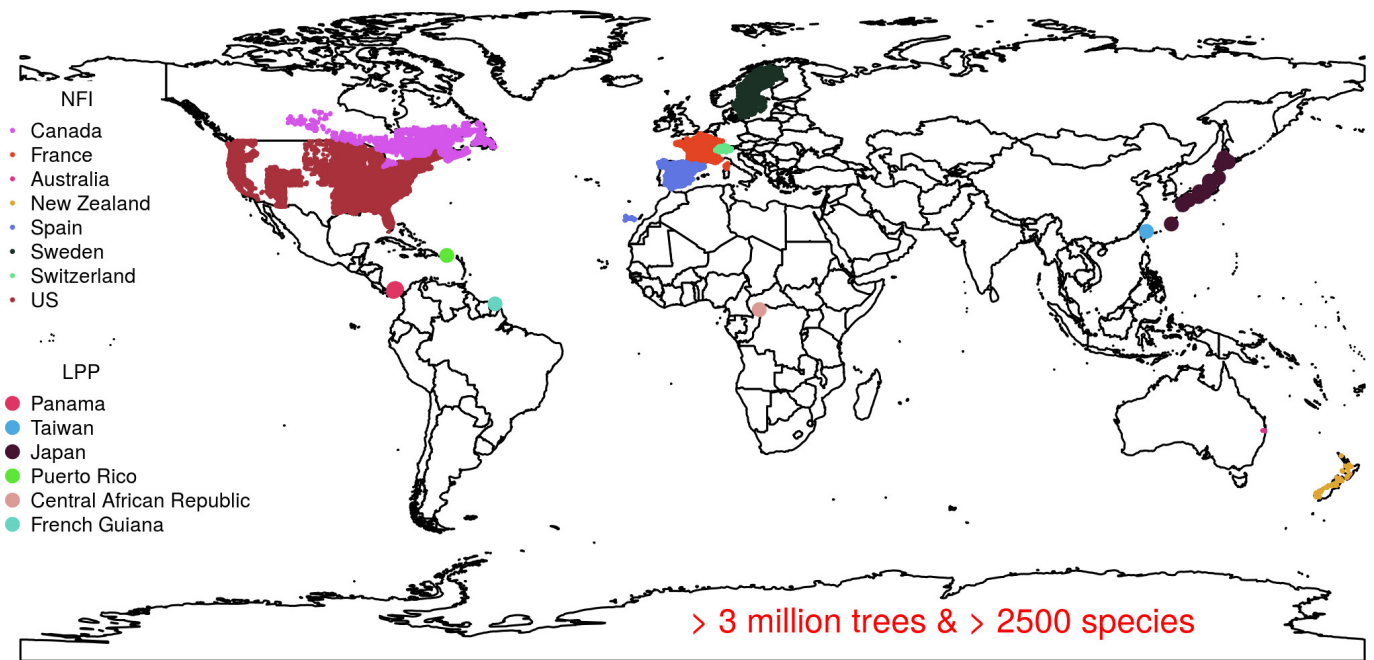 NFI
Canada
France
Australia
New Zealand
Spain
Sweden
Switzerland
US
LPP
Panama
Taiwan
Japan
Puerto Rico
Central African Republic
French Guiana
> 3 million trees & > 2500 species